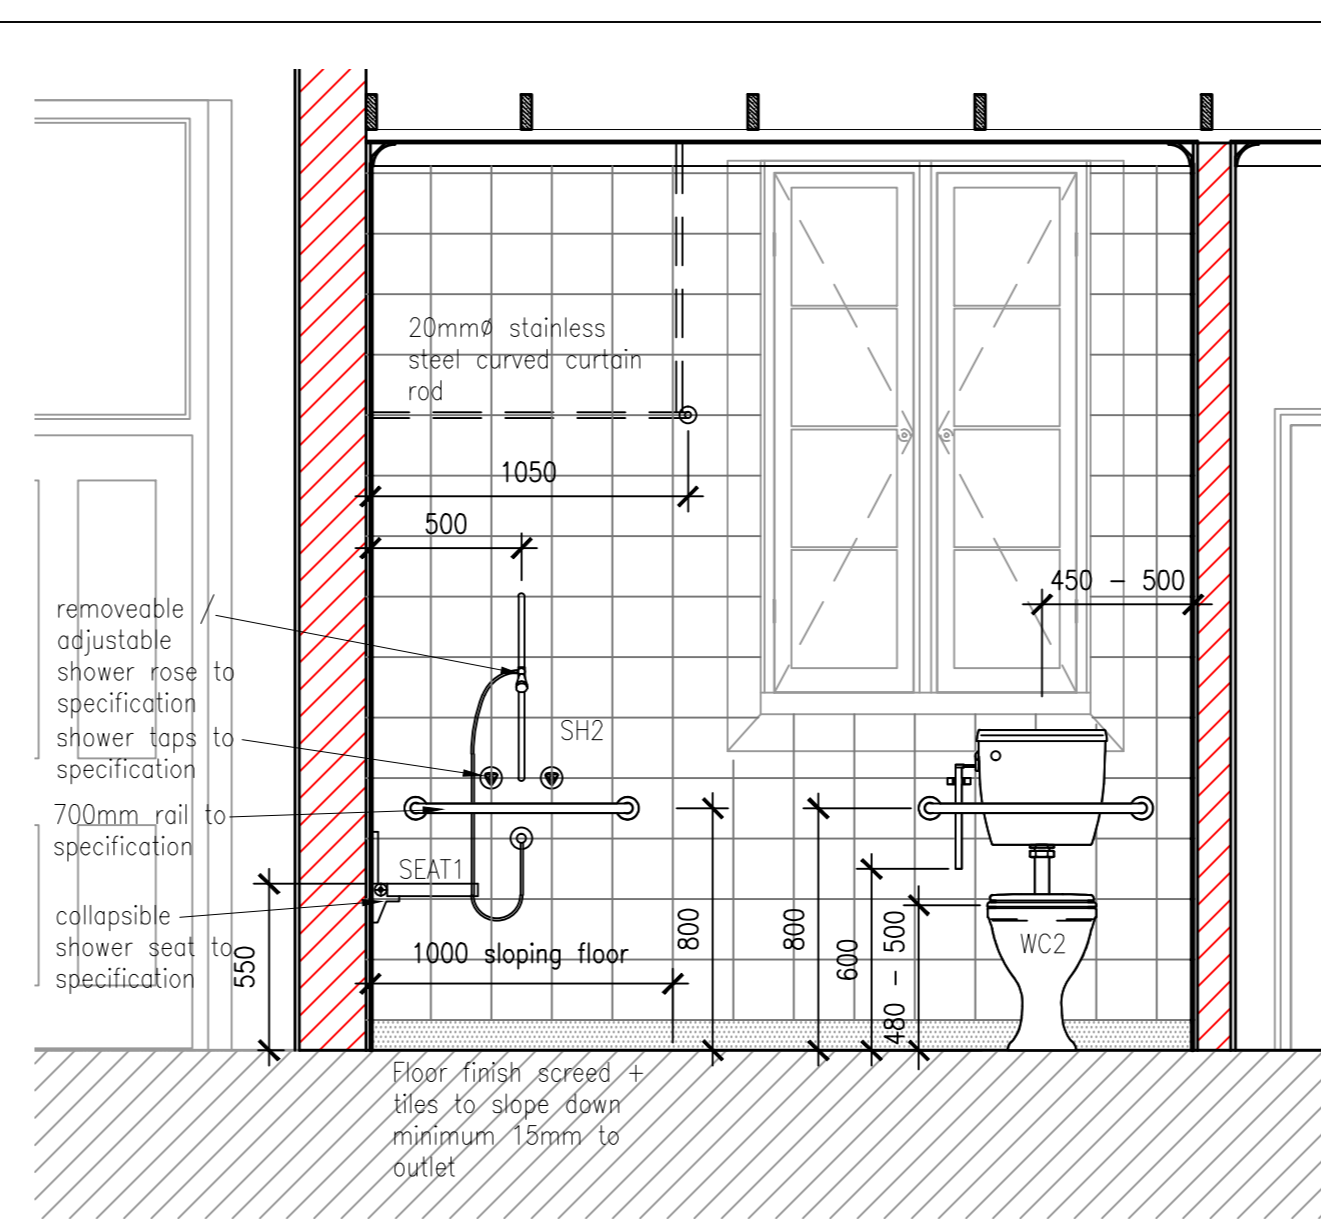 20mmø stainless
steel curved curtain
rod
1050
500
450 - 500
removeable /
adjustable
shower rose to
specification
shower taps to
specification
SH2
700mm rail to
specification
SEAT1
collapsible
shower seat to
specification
550
1000 sloping floor
800
800
600
480 - 500
WC2
Floor finish screed +
tiles to slope down
minimum 15mm to
outlet